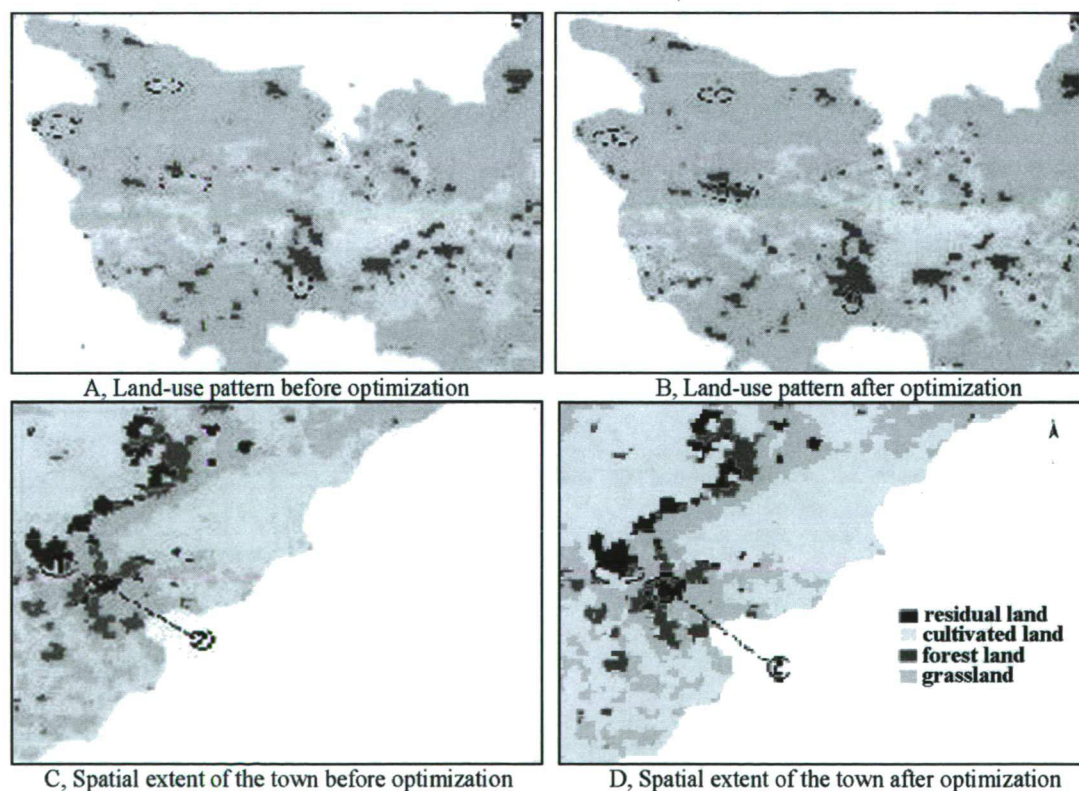 A, Land-use pattern before optimization
B, Land-use pattern after optimization
residual land
cultivated land
forest land
grassland
C, Spatial extent of the town before optimization
D, Spatial extent of the town after optimization